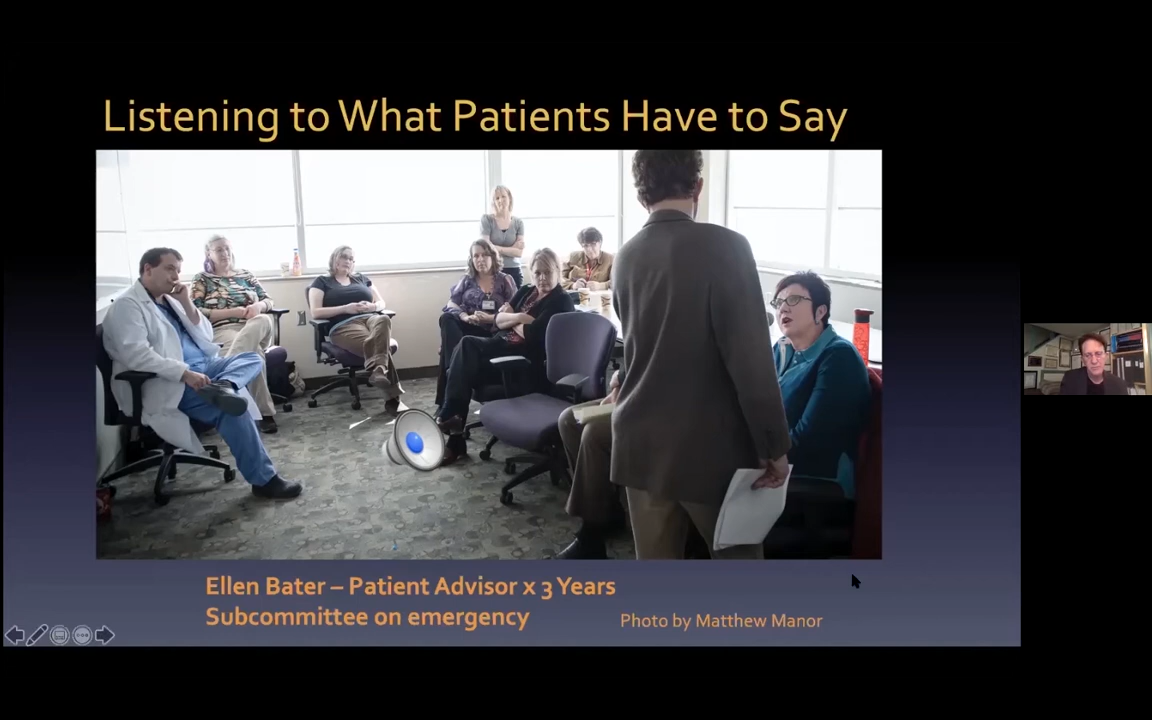 Listening to What Patients Have to Say
Ellen Bater – Patient Advisor x 3 Years
Subcommittee on emergency
Photo by Matthew Manor